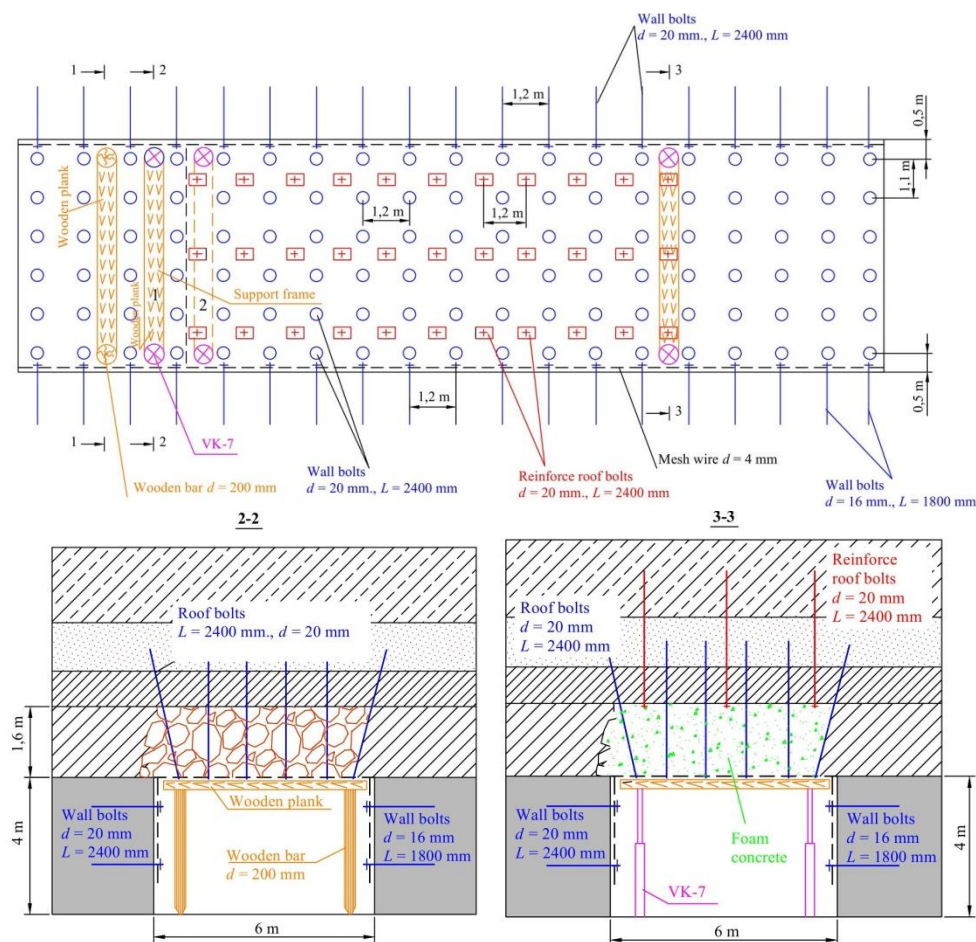 Wall bolts
d = 20 mm., L = 2400 mm
1
2
3
1,2 m
0,5 m
Wooden plank
1,1 m
1,2 m
1,2 m
Support frame
Wooden plank
1
2
1,2 m
0,5 m
1
2
3
VK-7
Mesh wire d = 4 mm
Wooden bar d = 200 mm
Wall bolts
d = 20 mm., L = 2400 mm
Reinforce roof bolts
d = 20 mm., L = 2400 mm
Wall bolts
d = 16 mm., L = 1800 mm
2-2
Roof bolts
L = 2400 mm., d = 20 mm
1,6 m
4 m
Wooden plank
Wall bolts
d = 20 mm
L = 2400 mm
Wooden bar
d = 200 mm
Wall bolts
d = 16 mm
L = 1800 mm
6 m
3-3
Roof bolts
d = 20 mm
L = 2400 mm
Reinforce
roof bolts
d = 20 mm
L = 2400 mm
Wall bolts
d = 20 mm
L = 2400 mm
Foam
concrete
Wall bolts
d = 16 mm
L = 1800 mm
4 m
VK-7
6 m